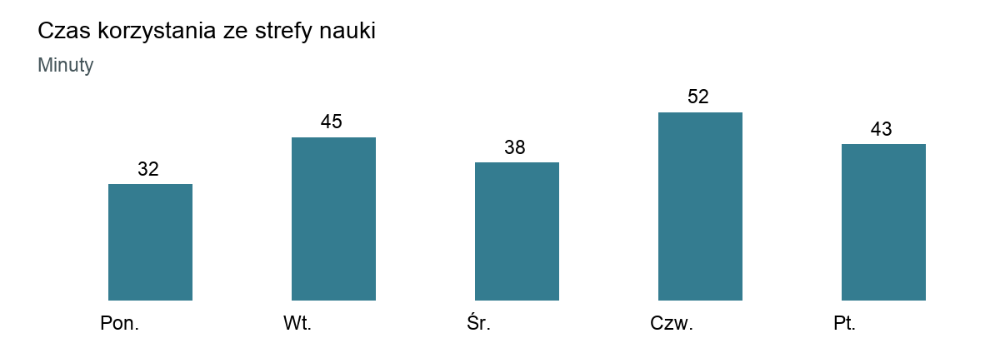 Czas korzystania ze strefy nauki
Minuty
32 45 38 52 43
Pon. Wt. Śr. Czw. Pt.